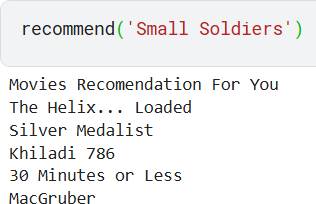 recommend('Small Soldiers')
Movies Recomendation For You
The Helix... Loaded
Silver Medalist
Khiladi 786
30 Minutes or Less
MacGruber